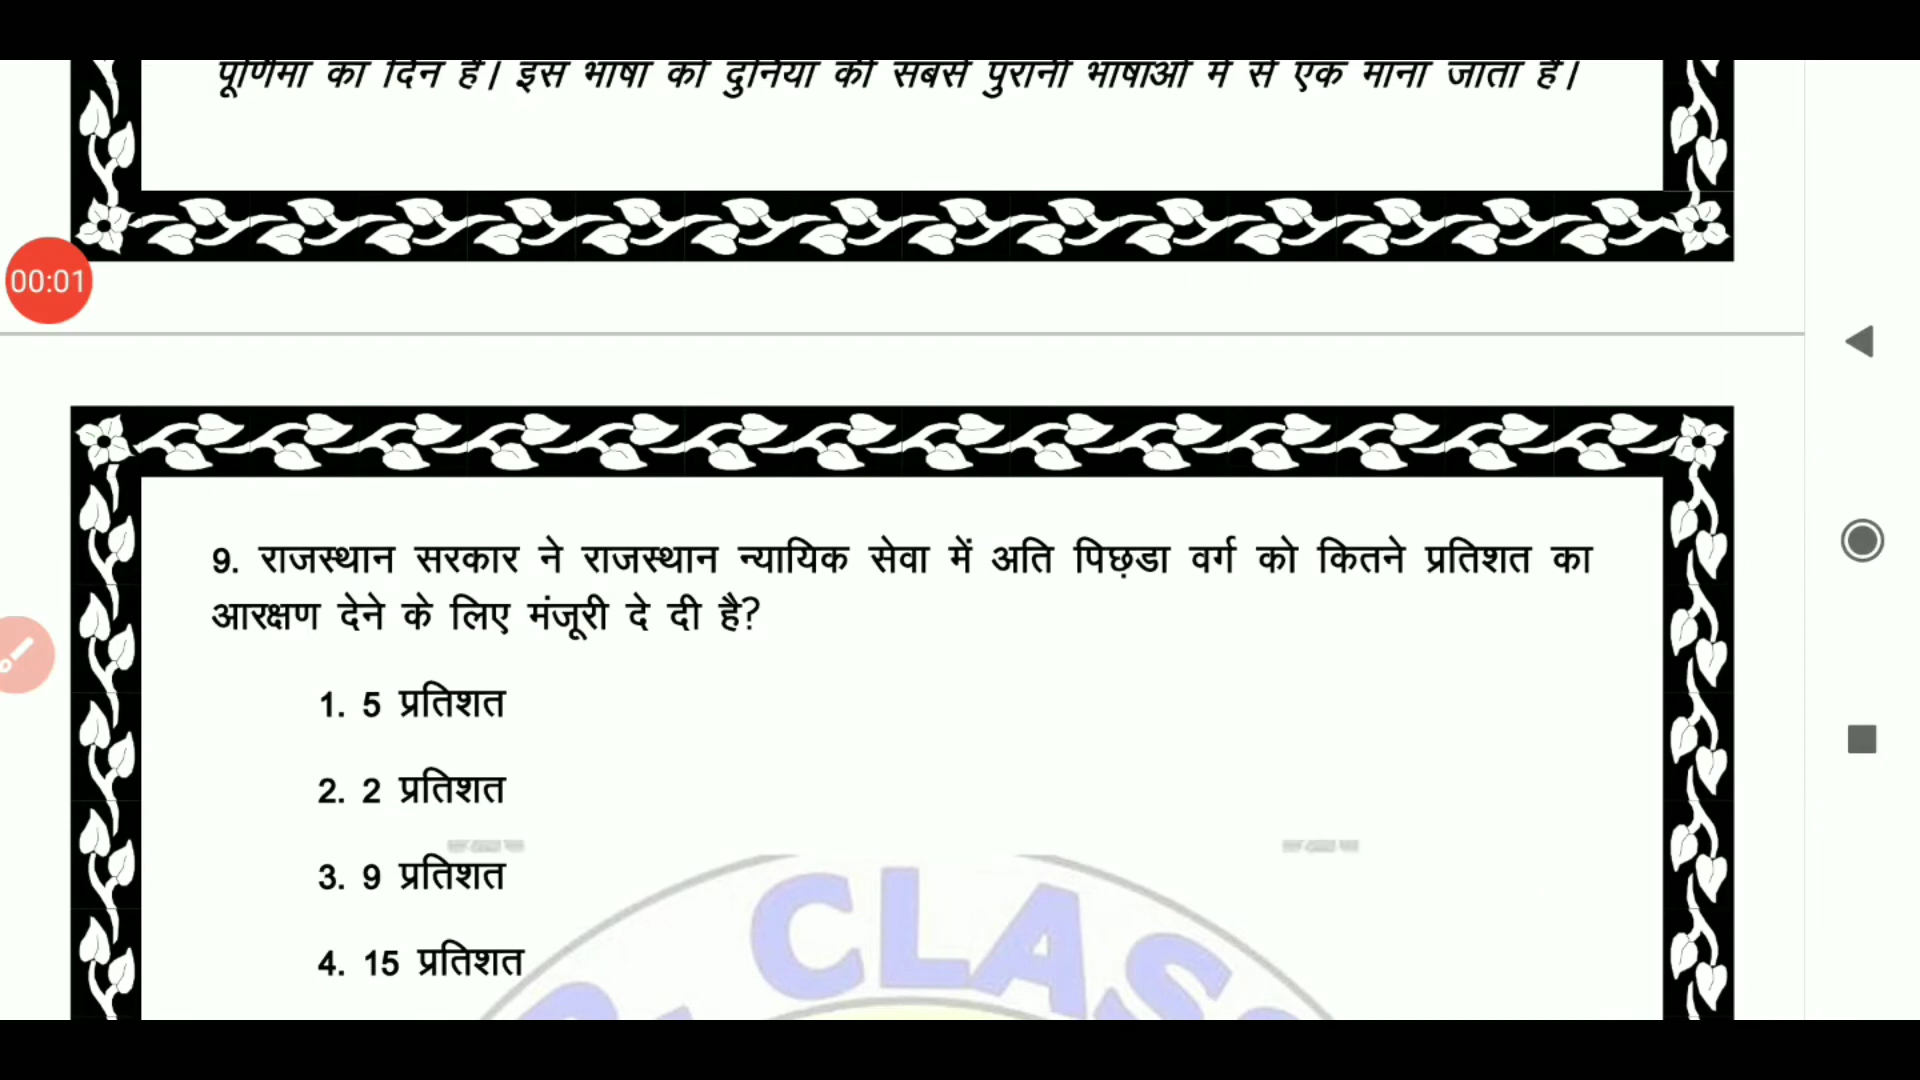 पूर्णिमा का दिन है। इस भाषा को दुनिया की सबसे पुरानी भाषाओं में से एक माना जाता है।
00:01
9. राजस्थान सरकार ने राजस्थान न्यायिक सेवा में अति पिछ़डा वर्ग को कितने प्रतिशत का
आरक्षण देने के लिए मंजूरी दे दी है?
1. 5 प्रतिशत
2. 2 प्रतिशत
3. 9 प्रतिशत
4. 15 प्रतिशत
CLAS